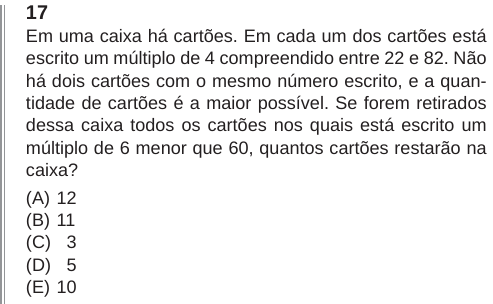 17
Em uma caixa há cartões. Em cada um dos cartões está
escrito um múltiplo de 4 compreendido entre 22 e 82. Não
há dois cartões com o mesmo número escrito, e a quan-
tidade de cartões é a maior possível. Se forem retirados
dessa caixa todos os cartões nos quais está escrito um
múltiplo de 6 menor que 60, quantos cartões restarão na
caixa?
(A) 12
(B) 11
(C) 3
(D) 5
(E) 10